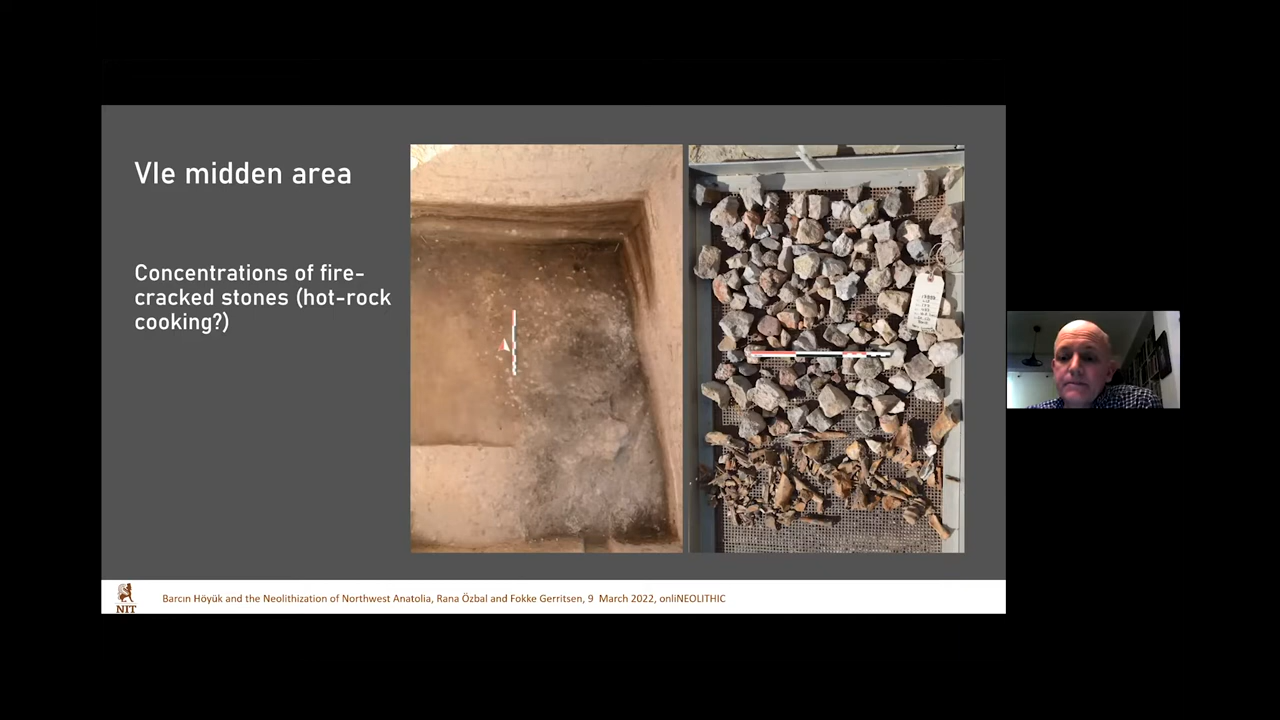 VIe midden area
Concentrations of fire-
cracked stones (hot-rock
cooking?)
NIT
Barcın Höyük and the Neolithization of Northwest Anatolia, Rana Özbal and Fokke Gerritsen, 9 March 2022, onliNEOLITHIC